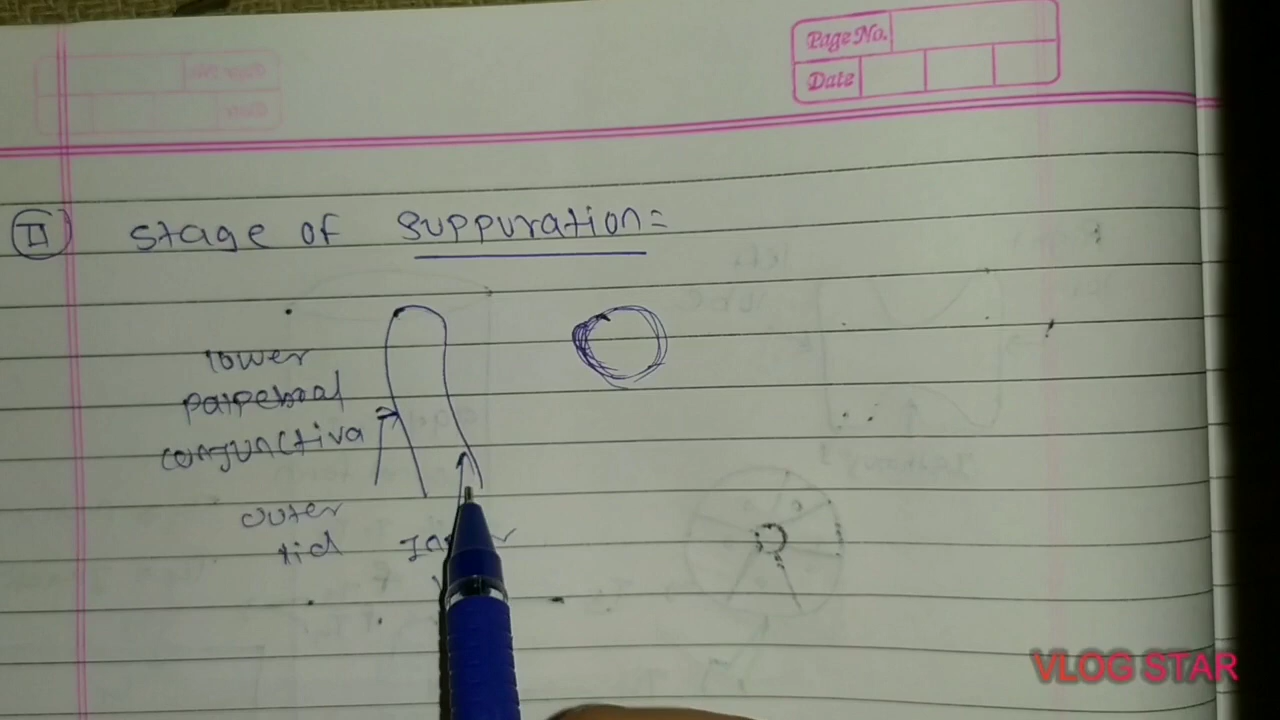 Page No.
Date
II) Stage of suppuration=
lower
palpebral
conjunctiva
outer
lid
VLOG STAR